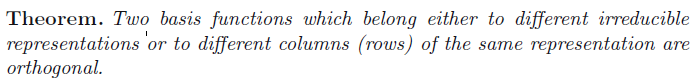 Theorem. Two basis functions which belong either to different irreducible
representations or to different columns (rows) of the same representation are
orthogonal.